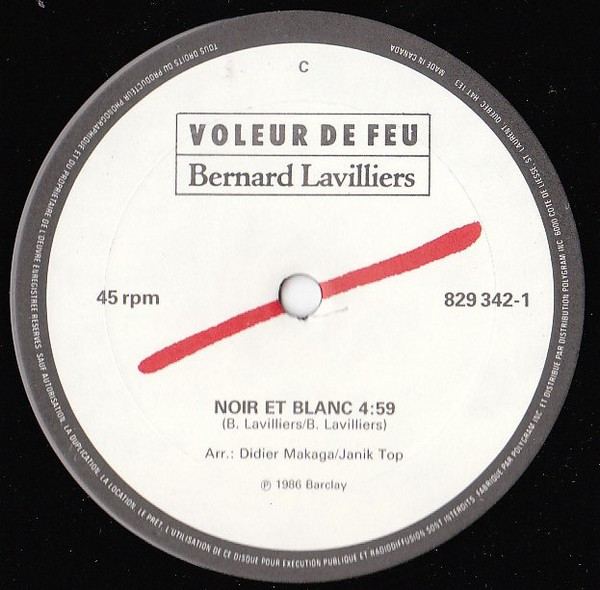 C
VOLEUR DE FEU
Bernard Lavilliers
45 rpm
829 342-1
NOIR ET BLANC 4:59
(B. Lavilliers/B. Lavilliers)
Arr.: Didier Makaga/Janik Top
℗ 1986 Barclay
TOUS DROITS DU PRODUCTEUR PHONOGRAPHIQUE ET DU PROPRIETAIRE DE L'OEUVRE ENREGISTREE RESERVES. SAUF AUTORISATION, LA DUPLICATION, LA LOCATION, LE PRET, L'UTILISATION DE CE DISQUE POUR EXECUTION PUBLIQUE ET RADIODIFFUSION SONT INTERDITS. FABRIQUE PAR POLYGRAM INC. ET DISTRIBUE PAR DISTRIBUTION POLYGRAM INC. 6000 COTE DE LIESSE, ST. LAURENT QUEBEC H4T 1E3 MADE IN CANADA